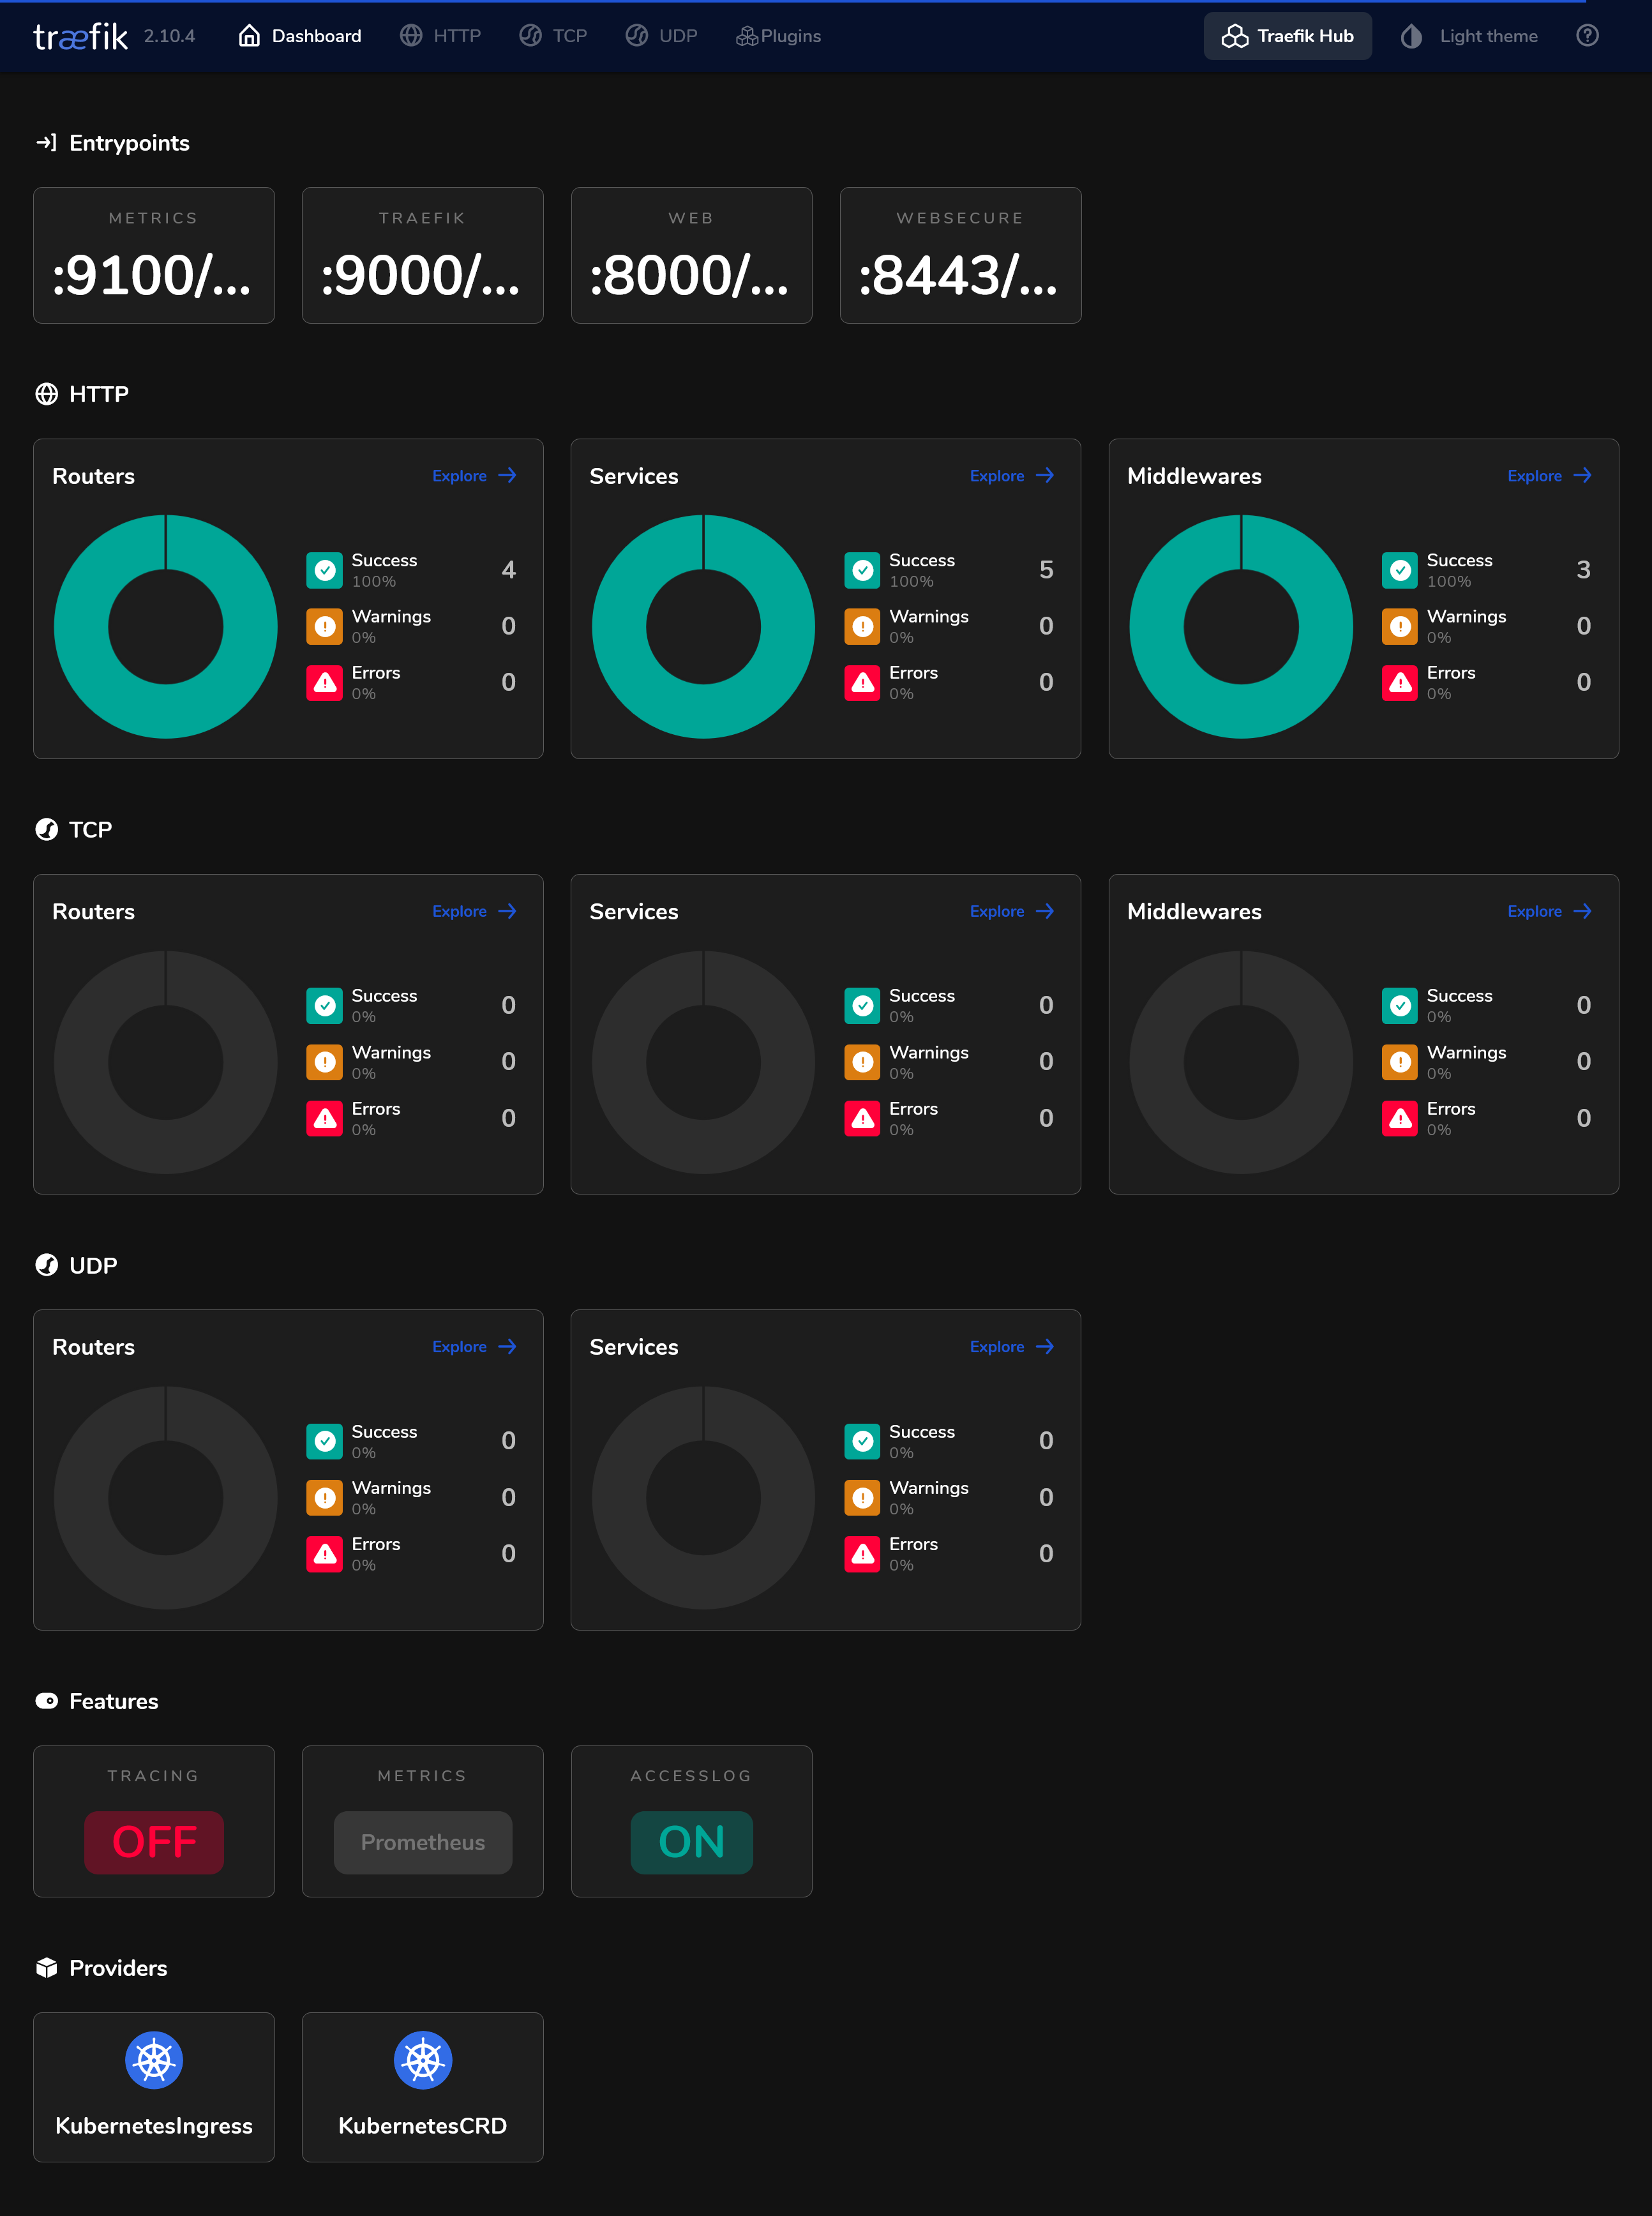 træfik 2.10.4 Dashboard HTTP TCP UDP Plugins Traefik Hub Light theme
Entrypoints
METRICS
:9100/...
TRAEFIK
:9000/...
WEB
:8000/...
WEBSECURE
:8443/...
HTTP
Routers Explore
Success 4
100%
Warnings 0
0%
Errors 0
0%
Services Explore
Success 5
100%
Warnings 0
0%
Errors 0
0%
Middlewares Explore
Success 3
100%
Warnings 0
0%
Errors 0
0%
TCP
Routers Explore
Success 0
0%
Warnings 0
0%
Errors 0
0%
Services Explore
Success 0
0%
Warnings 0
0%
Errors 0
0%
Middlewares Explore
Success 0
0%
Warnings 0
0%
Errors 0
0%
UDP
Routers Explore
Success 0
0%
Warnings 0
0%
Errors 0
0%
Services Explore
Success 0
0%
Warnings 0
0%
Errors 0
0%
Features
TRACING
OFF
METRICS
Prometheus
ACCESSLOG
ON
Providers
KubernetesIngress
KubernetesCRD